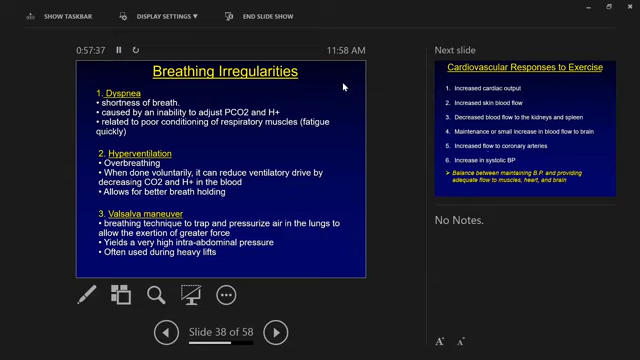 SHOW TASKBAR
DISPLAY SETTINGS ▼
END SLIDE SHOW
0:57:37
11:58 AM
Breathing Irregularities
1. Dyspnea
• shortness of breath.
• caused by an inability to adjust PCO2 and H+
• related to poor conditioning of respiratory muscles (fatigue
quickly)
2. Hyperventilation
• Overbreathing
• When done voluntarily, it can reduce ventilatory drive by
decreasing CO2 and H+ in the blood
• Allows for better breath holding
3. Valsalva maneuver
• breathing technique to trap and pressurize air in the lungs to
allow the exertion of greater force
• Yields a very high intra-abdominal pressure
• Often used during heavy lifts
Slide 38 of 58
Next slide
Cardiovascular Responses to Exercise
1. Increased cardiac output
2. Increased skin blood flow
3. Decreased blood flow to the kidneys and spleen
4. Maintenance or small increase in blood flow to brain
5. Increased flow to coronary arteries
6. Increase in systolic BP
➢ Balance between maintaining B.P. and providing
adequate flow to muscles, heart, and brain
No Notes.
A A